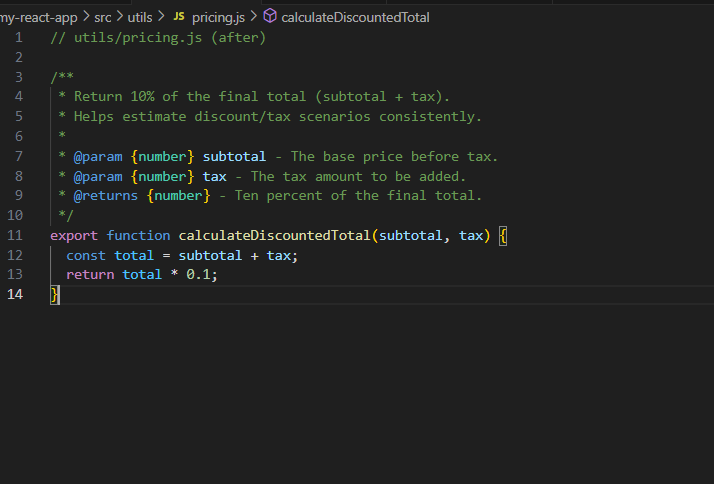 my-react-app > src > utils > JS pricing.js > calculateDiscountedTotal
1 // utils/pricing.js (after)
2
3 /**
4 * Return 10% of the final total (subtotal + tax).
5 * Helps estimate discount/tax scenarios consistently.
6 *
7 * @param {number} subtotal - The base price before tax.
8 * @param {number} tax - The tax amount to be added.
9 * @returns {number} - Ten percent of the final total.
10 */
11 export function calculateDiscountedTotal(subtotal, tax) {
12 const total = subtotal + tax;
13 return total * 0.1;
14 }